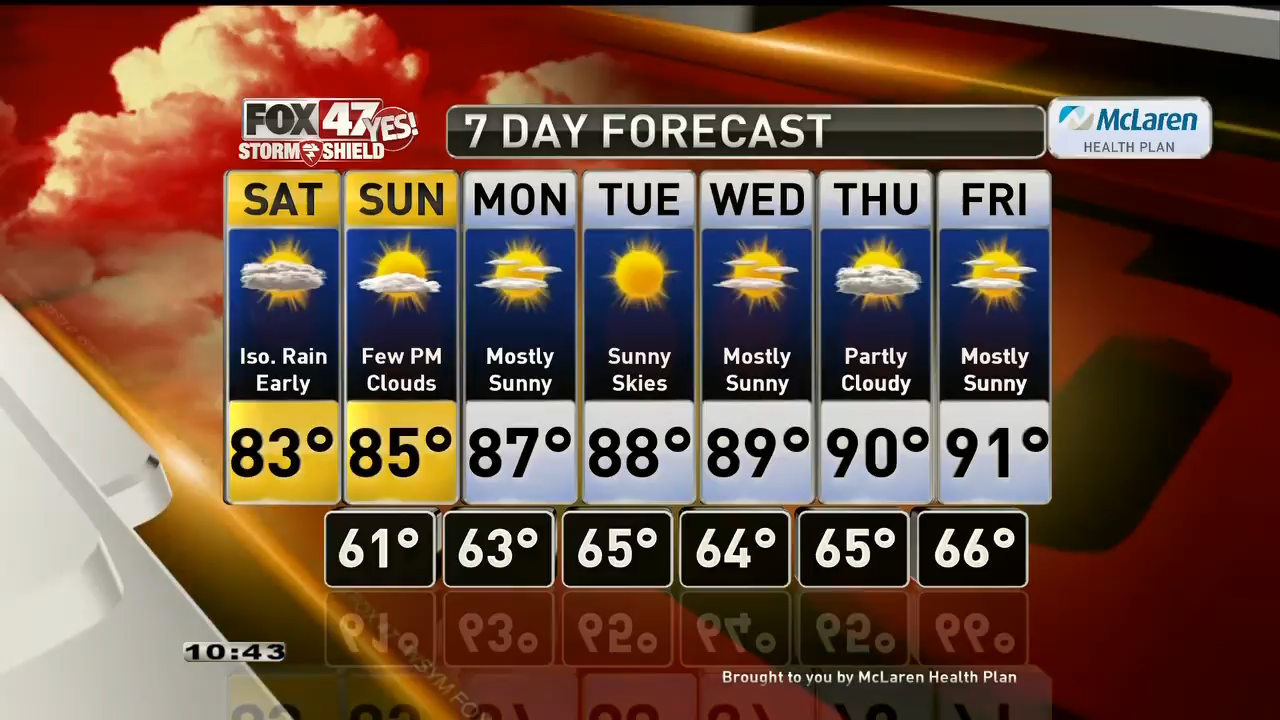 FOX 47 YES!
STORM SHIELD
7 DAY FORECAST
McLaren
HEALTH PLAN
SAT SUN MON TUE WED THU FRI
Iso. Rain Few PM Mostly Sunny Mostly Partly Mostly
Early Clouds Sunny Skies Sunny Cloudy Sunny
83° 85° 87° 88° 89° 90° 91°
61° 63° 65° 64° 65° 66°
10:43
Brought to you by McLaren Health Plan